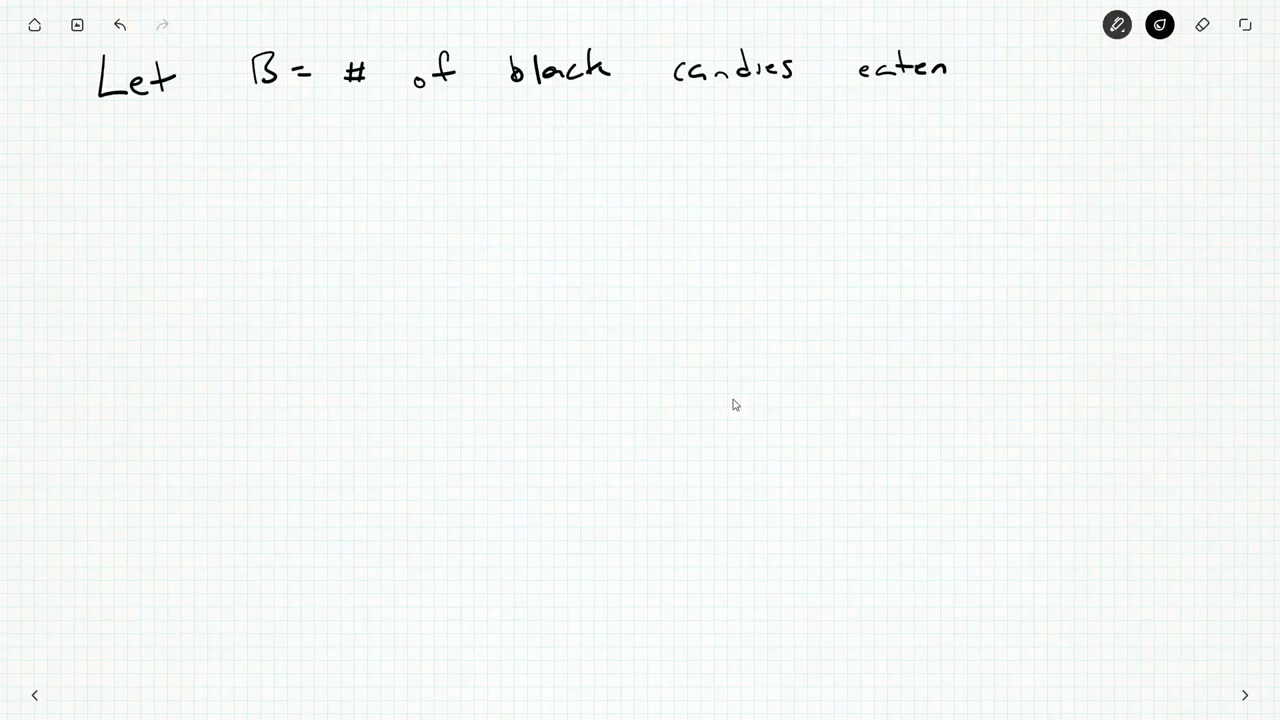 Let B = # of black candies eaten